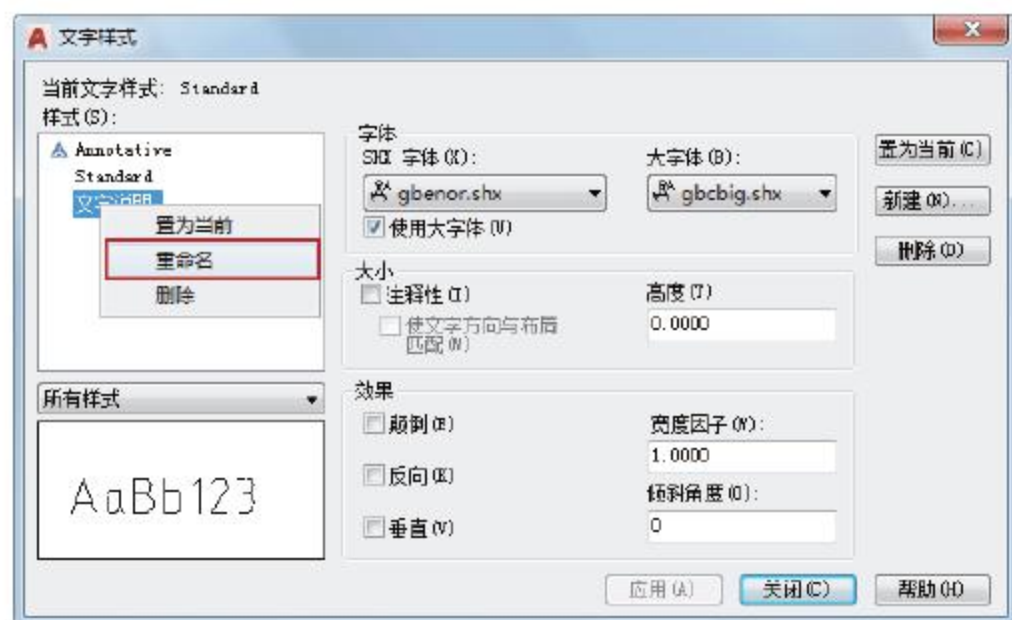 文字样式
当前文字样式: Standard
样式(S):
Annotative
Standard
文字说明
置为当前
重命名
删除
所有样式
AaBb123
字体
SHX 字体(X):
gbenor.shx
使用大字体(U)
大字体(B):
gbcbig.shx
大小
注释性(I)
使文字方向与布局
匹配(M)
高度(T)
0.0000
效果
颠倒(E)
反向(K)
垂直(V)
宽度因子(W):
1.0000
倾斜角度(O):
0
置为当前(C)
新建(N)...
删除(D)
应用(A)
关闭(C)
帮助(H)